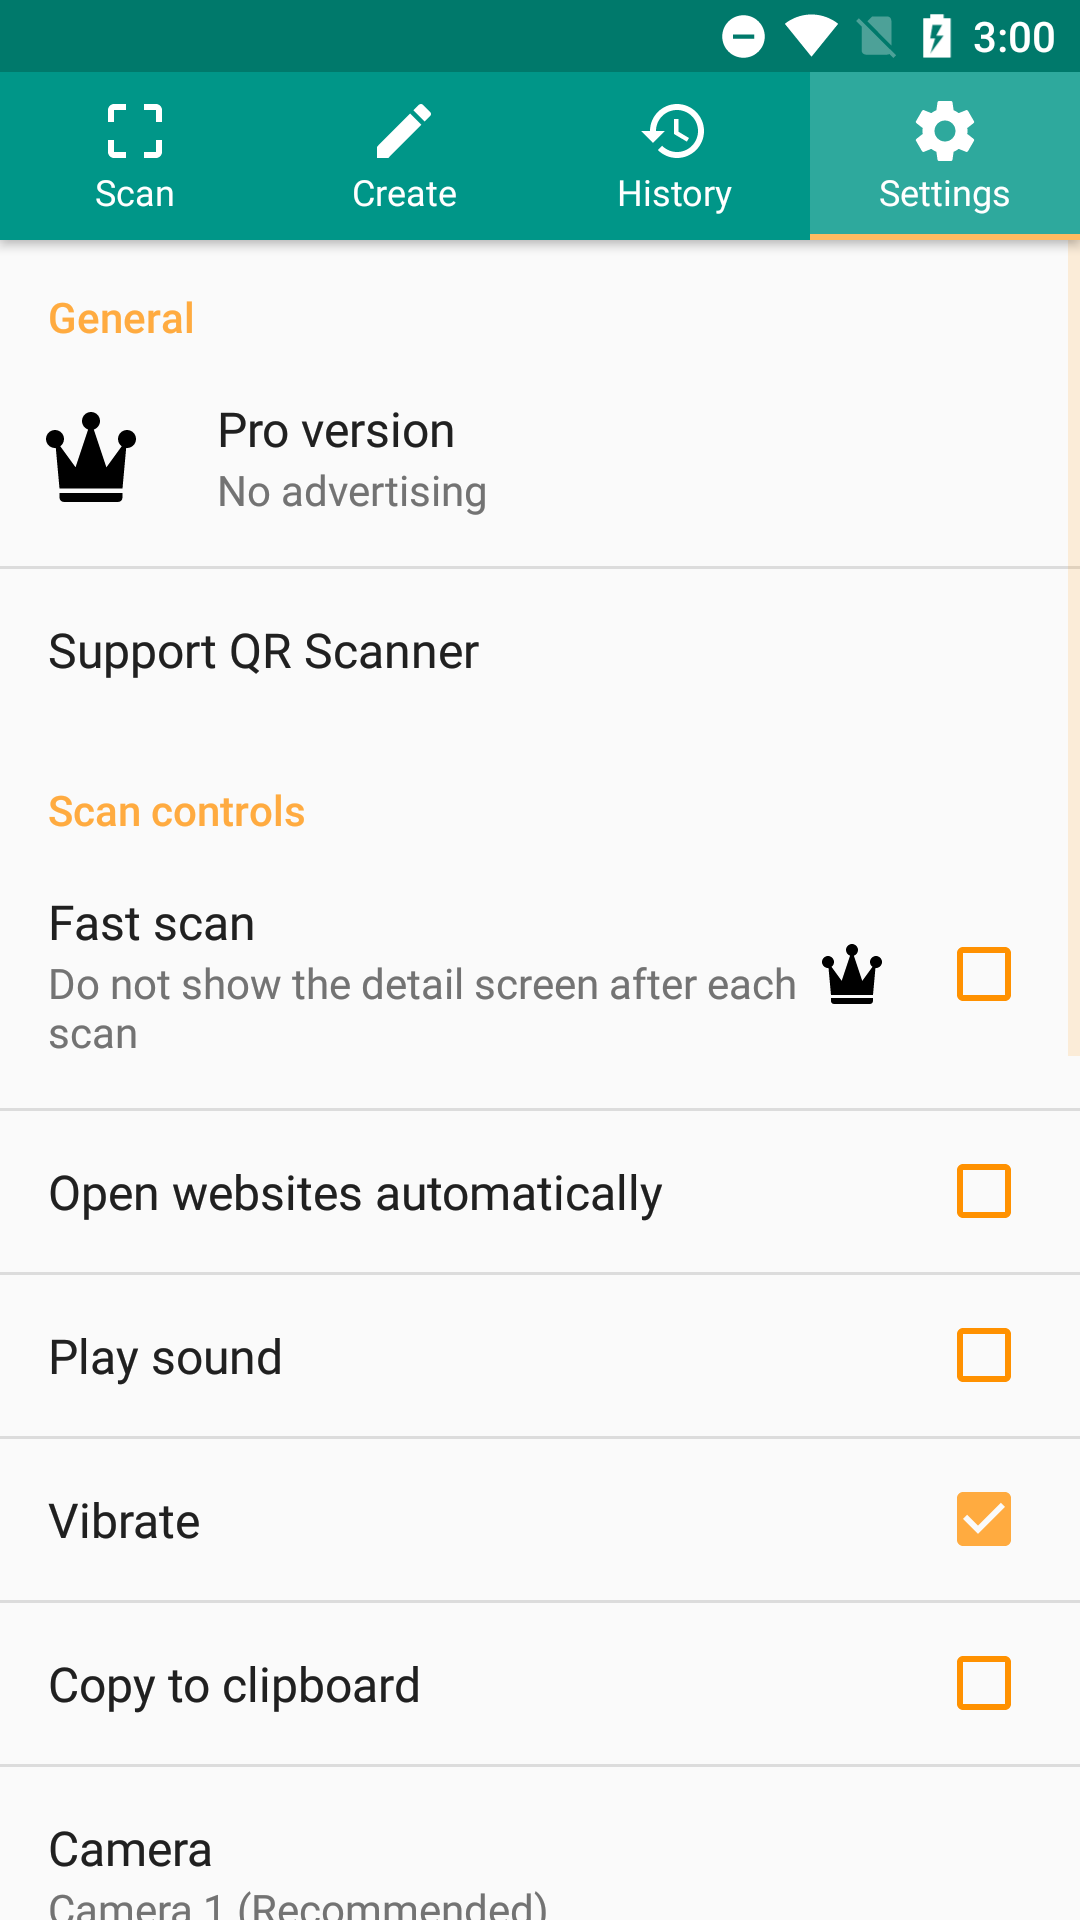 3:00
Scan
Create
History
Settings
General
Pro version
No advertising
Support QR Scanner
Scan controls
Fast scan
Do not show the detail screen after each
scan
Open websites automatically
Play sound
Vibrate
Copy to clipboard
Camera
Camera 1 (Recommended)